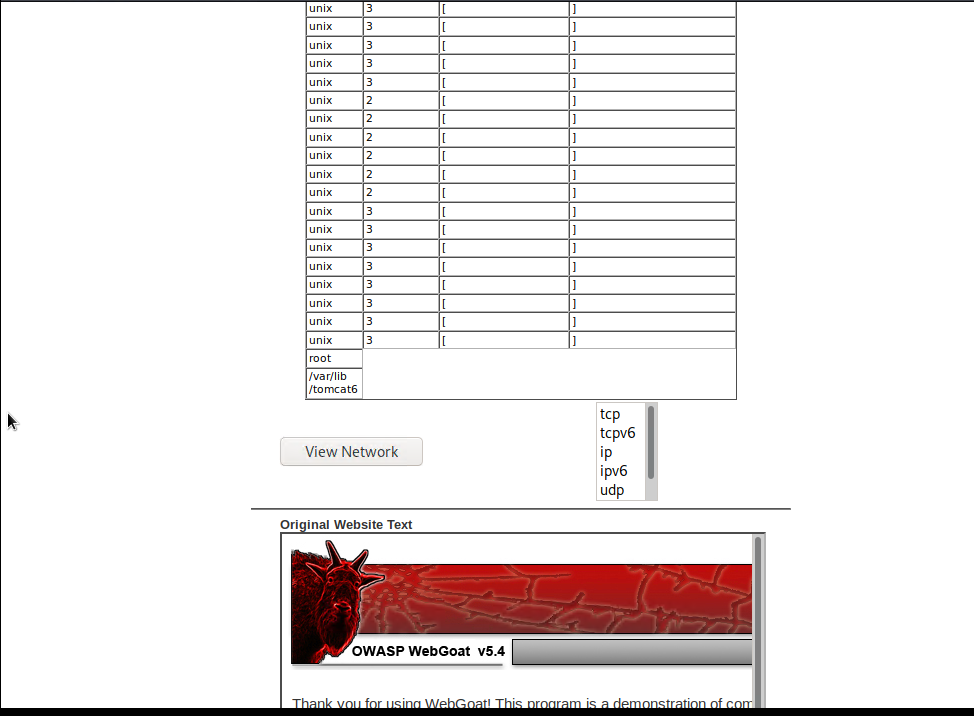 unix 3 [ ]
unix 3 [ ]
unix 3 [ ]
unix 3 [ ]
unix 3 [ ]
unix 2 [ ]
unix 2 [ ]
unix 2 [ ]
unix 2 [ ]
unix 2 [ ]
unix 2 [ ]
unix 3 [ ]
unix 3 [ ]
unix 3 [ ]
unix 3 [ ]
unix 3 [ ]
unix 3 [ ]
unix 3 [ ]
unix 3 [ ]
root
/var/lib
/tomcat6
View Network
tcp
tcpv6
ip
ipv6
udp
Original Website Text
OWASP WebGoat v5.4
Thank you for using WebGoat! This program is a demonstration of com